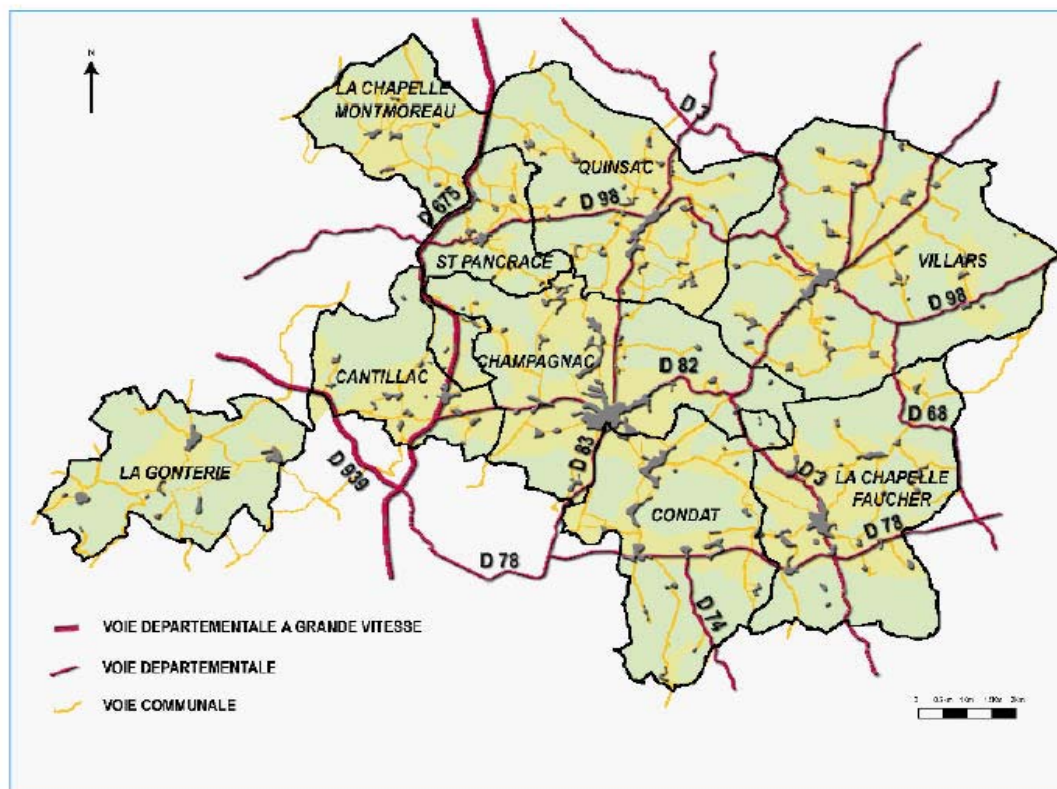 N
LA CHAPELLE
MONTMOREAU
D 3
QUINSAC
D 675
D 98
ST PANCRACE
VILLARS
D 98
CHAMPAGNAC
D 82
CANTILLAC
D 68
D 83
LA GONTERIE
D 939
D 3
LA CHAPELLE
FAUCHER
CONDAT
D 78
D 78
D 74
VOIE DEPARTEMENTALE A GRANDE VITESSE
VOIE DEPARTEMENTALE
VOIE COMMUNALE